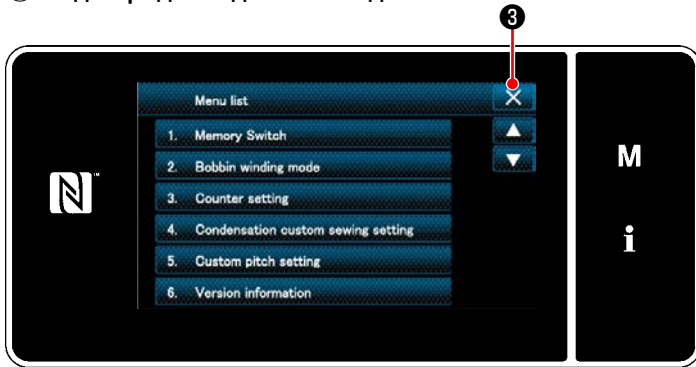 ❸
Menu list
1. Memory Switch
2. Bobbin winding mode
3. Counter setting
4. Condensation custom sewing setting
5. Custom pitch setting
6. Version information
M
i